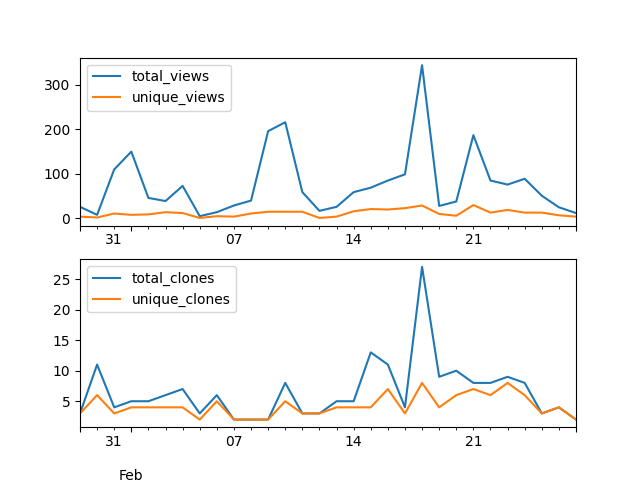 total_views
unique_views
300
200
100
0
31 07 14 21
total_clones
unique_clones
25
20
15
10
5
31 07 14 21
Feb